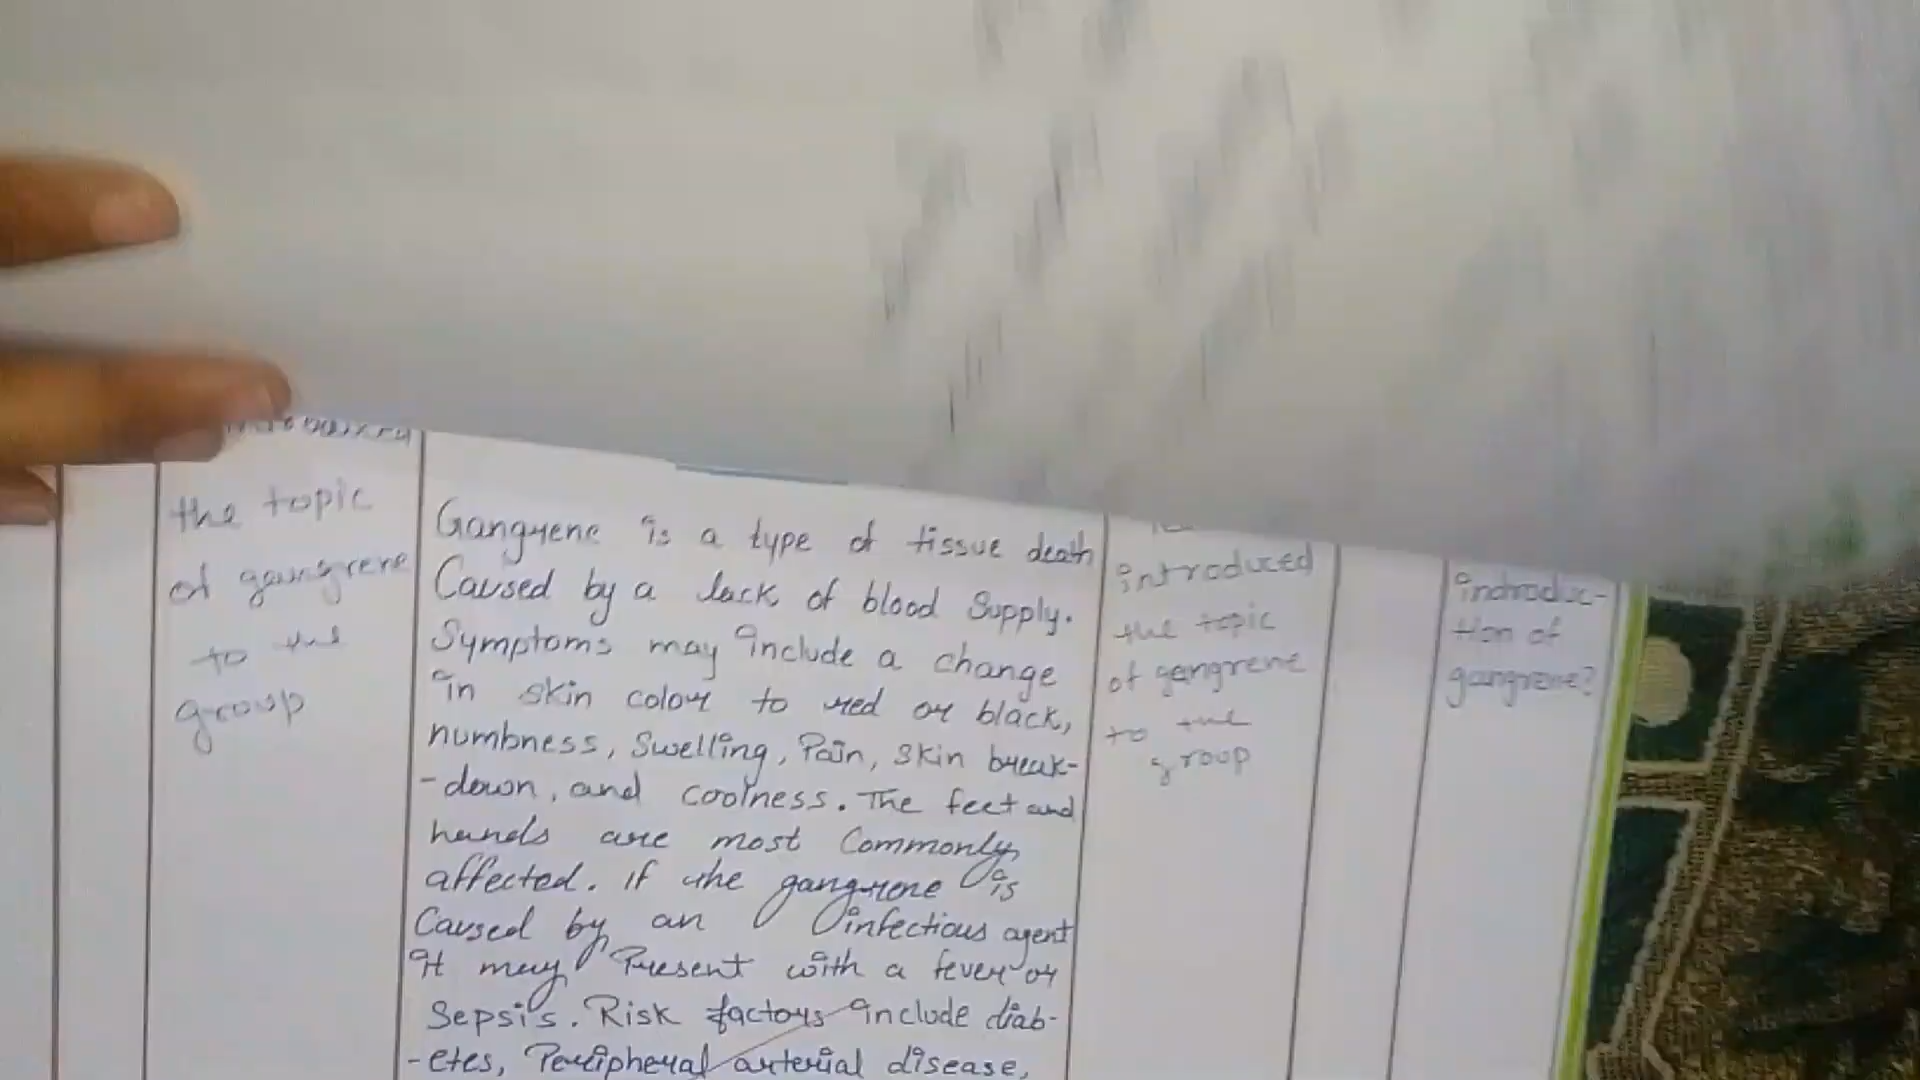 the topic
of gangrene
to the
group
Gangrene is a type of tissue death
Caused by a lack of blood Supply.
Symptoms may include a change
in skin color to red or black,
numbness, Swelling, Pain, skin break-
-down, and coolness. The feet and
hands are most Commonly
affected. If the gangrene is
Caused by an infectious agent
it may Present with a fever or
Sepsis. Risk factors include diab-
-etes, Peripheral arterial disease,
introduced
the topic
of gangrene
to the
group
introduc-
tion of
gangrene?